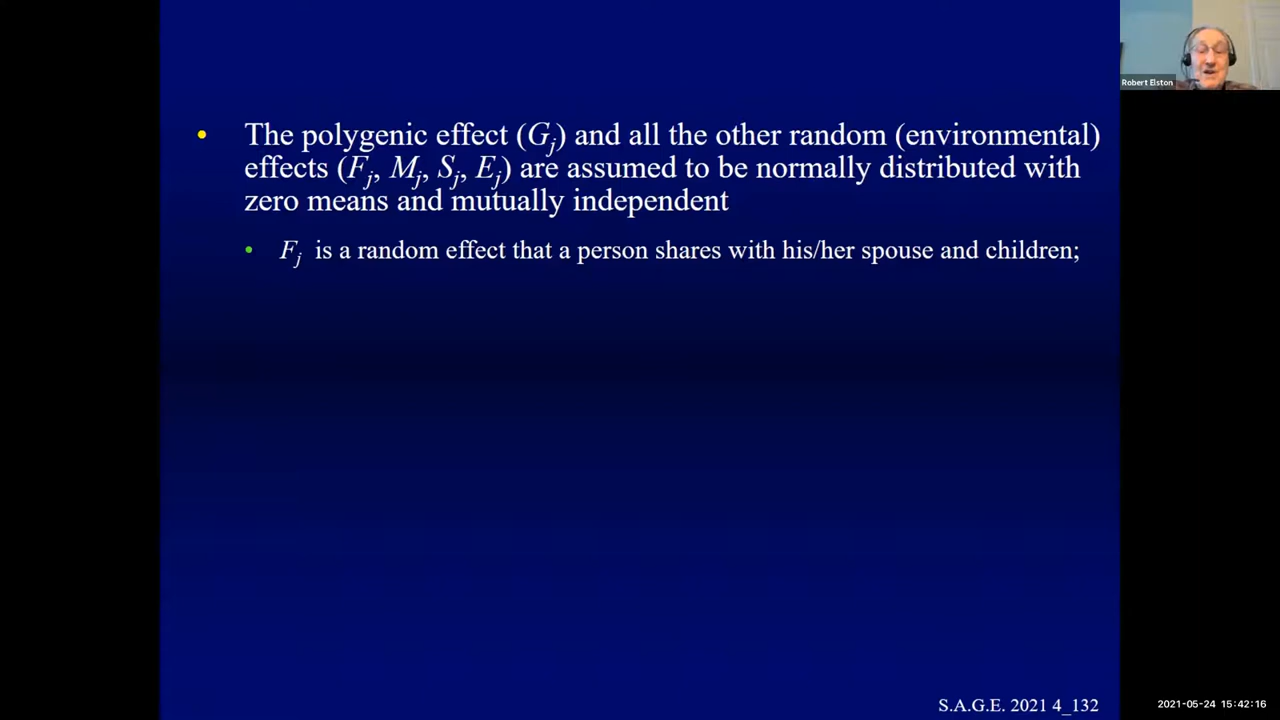 Robert Elston
• The polygenic effect (Gj) and all the other random (environmental)
effects (Fj, Mj, Sj, Ej) are assumed to be normally distributed with
zero means and mutually independent
• Fj is a random effect that a person shares with his/her spouse and children;
S.A.G.E. 2021 4_132
2021-05-24 15:42:16